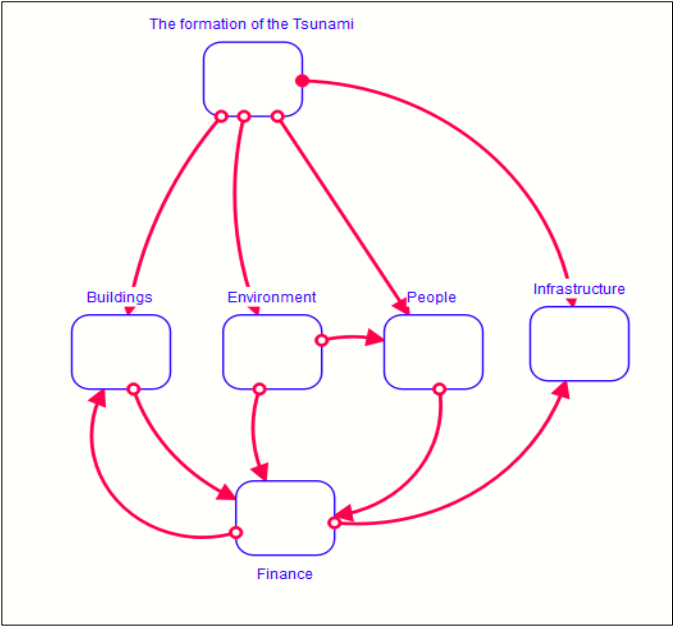 The formation of the Tsunami
Buildings
Environment
People
Infrastructure
Finance